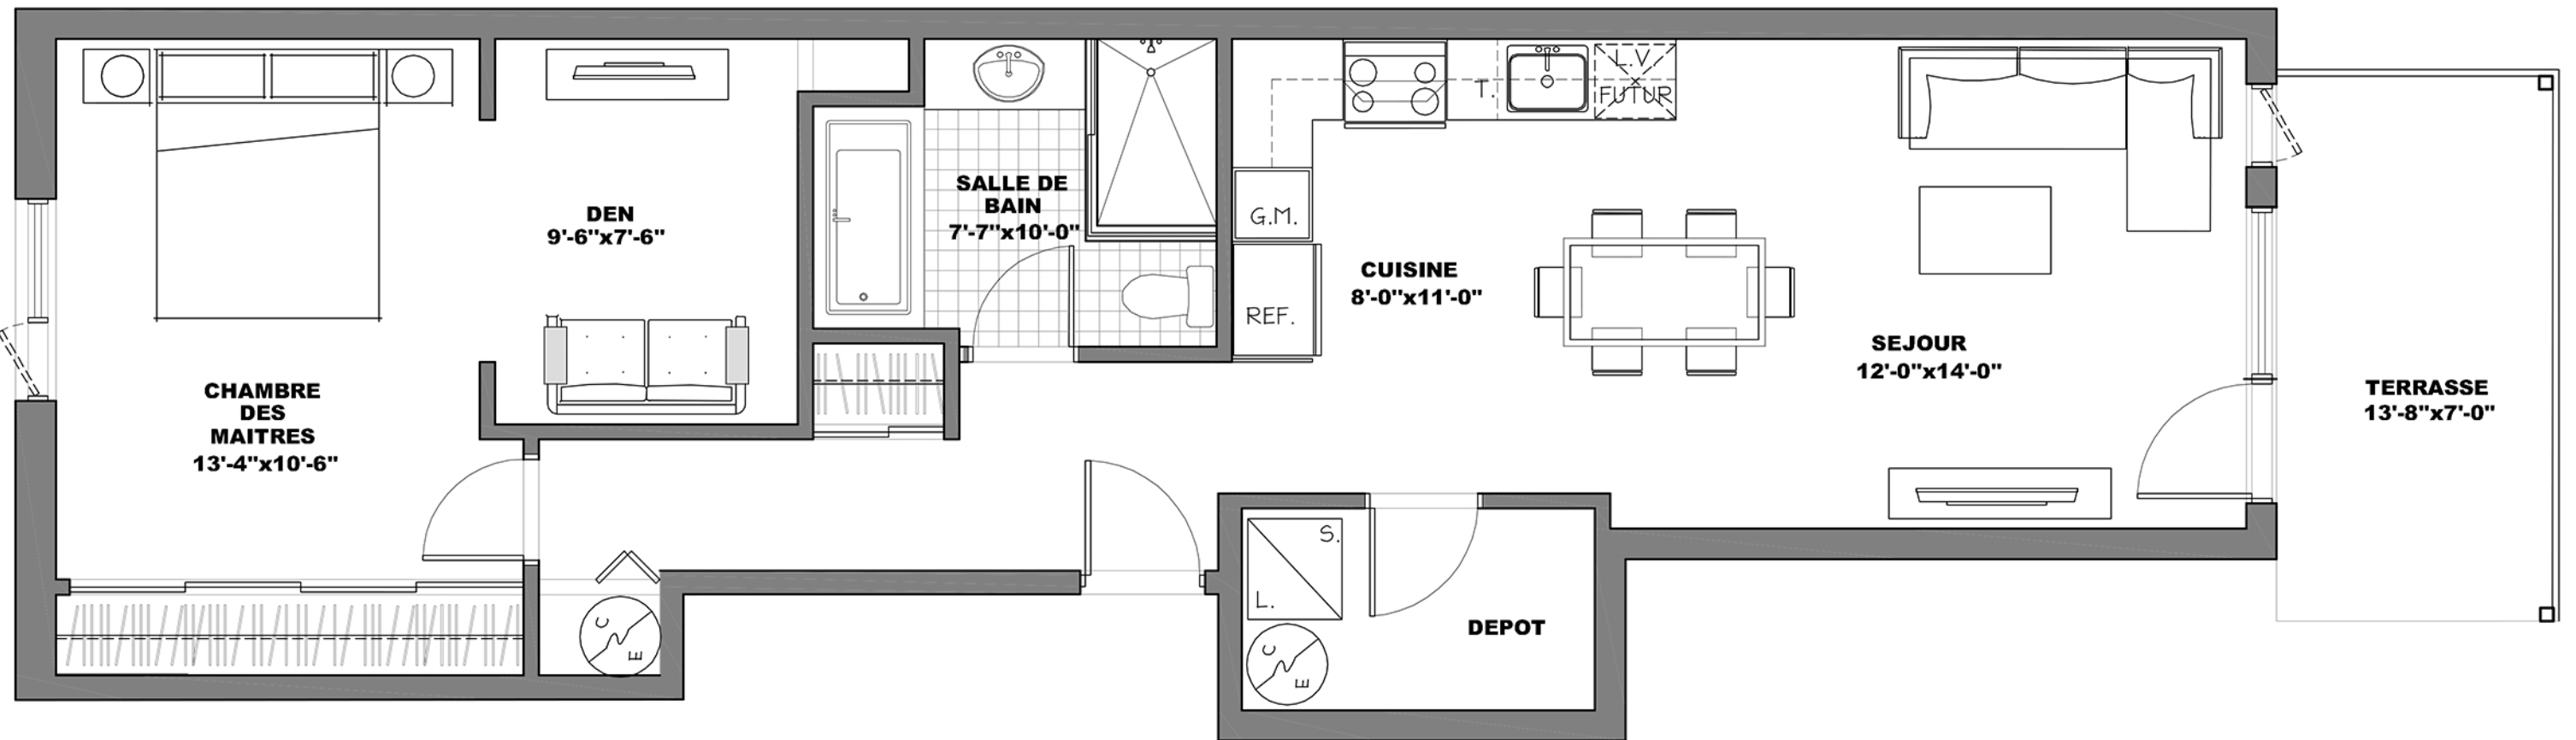 CHAMBRE
DES
MAITRES
13'-4"x10'-6"
DEN
9'-6"x7'-6"
SALLE DE
BAIN
7'-7"x10'-0"
T.
L.V.
FUTUR
G.M.
REF.
CUISINE
8'-0"x11'-0"
SEJOUR
12'-0"x14'-0"
TERRASSE
13'-8"x7'-0"
C
E
S.
L.
C
E
DEPOT